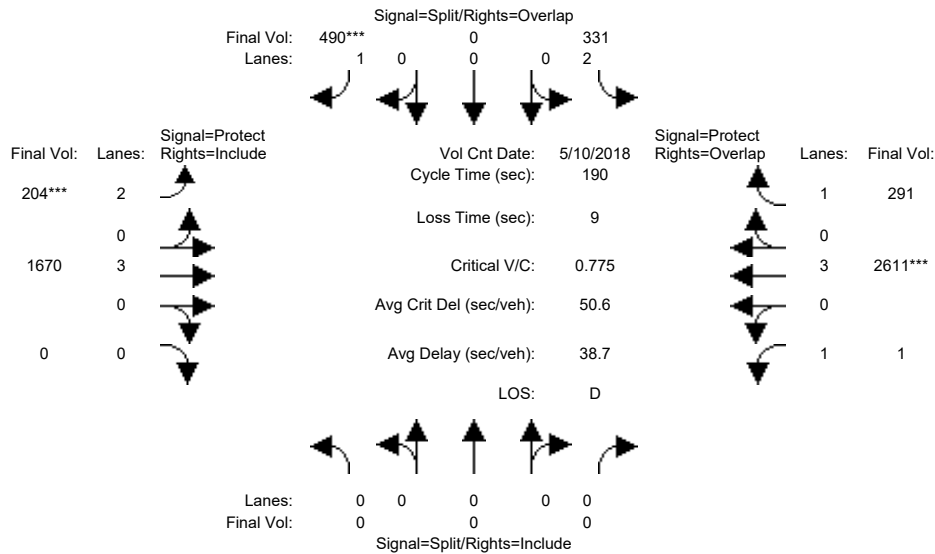 Signal=Split/Rights=Overlap
Final Vol: 490*** 0 331
Lanes: 1 0 0 0 2
Signal=Protect Signal=Protect
Final Vol: Lanes: Rights=Include Vol Cnt Date: 5/10/2018 Rights=Overlap Lanes: Final Vol:
Cycle Time (sec): 190
204*** 2 1 291
Loss Time (sec): 9
0 0
1670 3 Critical V/C: 0.775 3 2611***
0 Avg Crit Del (sec/veh): 50.6 0
0 0 Avg Delay (sec/veh): 38.7 1 1
LOS: D
Lanes: 0 0 0 0 0
Final Vol: 0 0 0
Signal=Split/Rights=Include